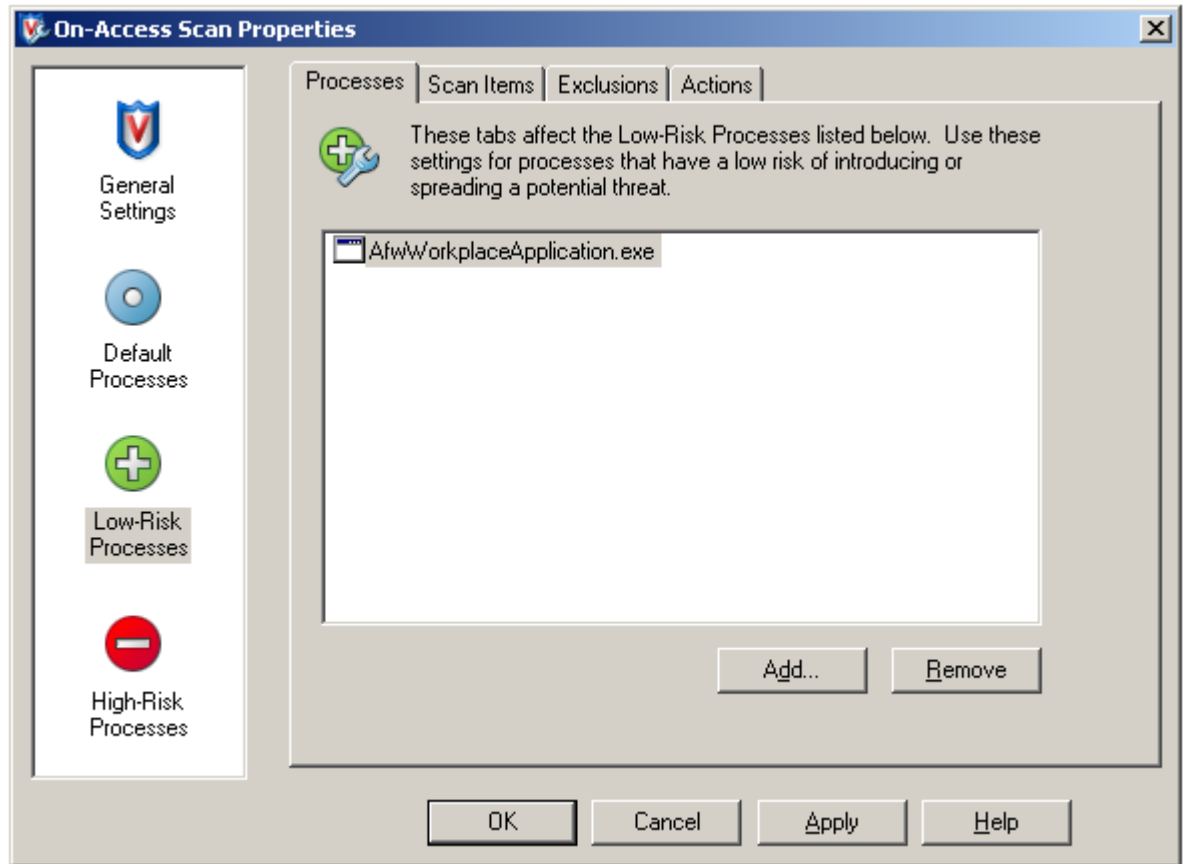 On-Access Scan Properties
General
Settings
Default
Processes
Low-Risk
Processes
High-Risk
Processes
Processes
Scan Items
Exclusions
Actions
These tabs affect the Low-Risk Processes listed below.  Use these
settings for processes that have a low risk of introducing or
spreading a potential threat.
AfwWorkplaceApplication.exe
Add...
Remove
OK
Cancel
Apply
Help